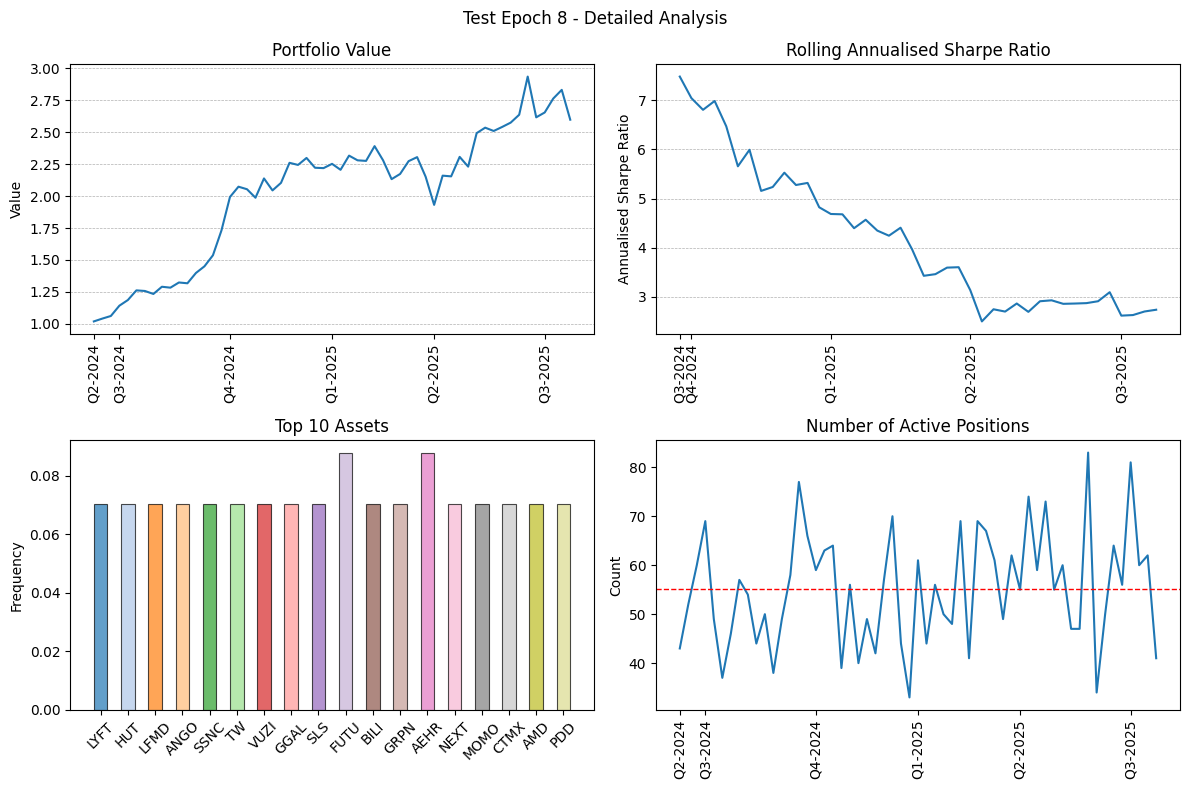 Test Epoch 8 - Detailed Analysis
Portfolio Value
Value
3.00
2.75
2.50
2.25
2.00
1.75
1.50
1.25
1.00
Q2-2024
Q3-2024
Q4-2024
Q1-2025
Q2-2025
Q3-2025
Rolling Annualised Sharpe Ratio
Annualised Sharpe Ratio
7
6
5
4
3
Q3-2024
Q4-2024
Q1-2025
Q2-2025
Q3-2025
Top 10 Assets
Frequency
0.08
0.06
0.04
0.02
0.00
LYFT
HUT
LFMD
ANGO
SSNC
TW
VUZI
GGAL
SLS
FUTU
BILI
GRPN
AEHR
NEXT
MOMO
CTMX
AMD
PDD
Number of Active Positions
Count
80
70
60
50
40
Q2-2024
Q3-2024
Q4-2024
Q1-2025
Q2-2025
Q3-2025